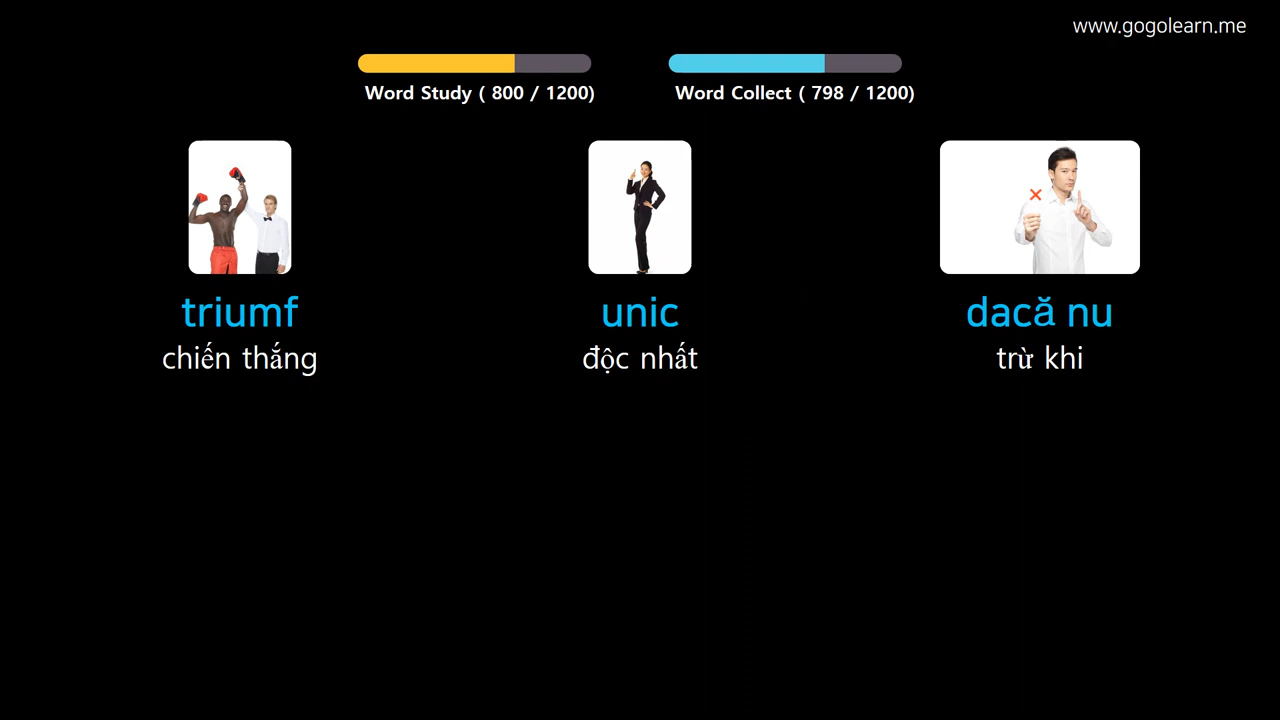 www.gogolearn.me
Word Study ( 800 / 1200)
Word Collect ( 798 / 1200)
triumf
chiến thắng
unic
độc nhất
dacă nu
trừ khi